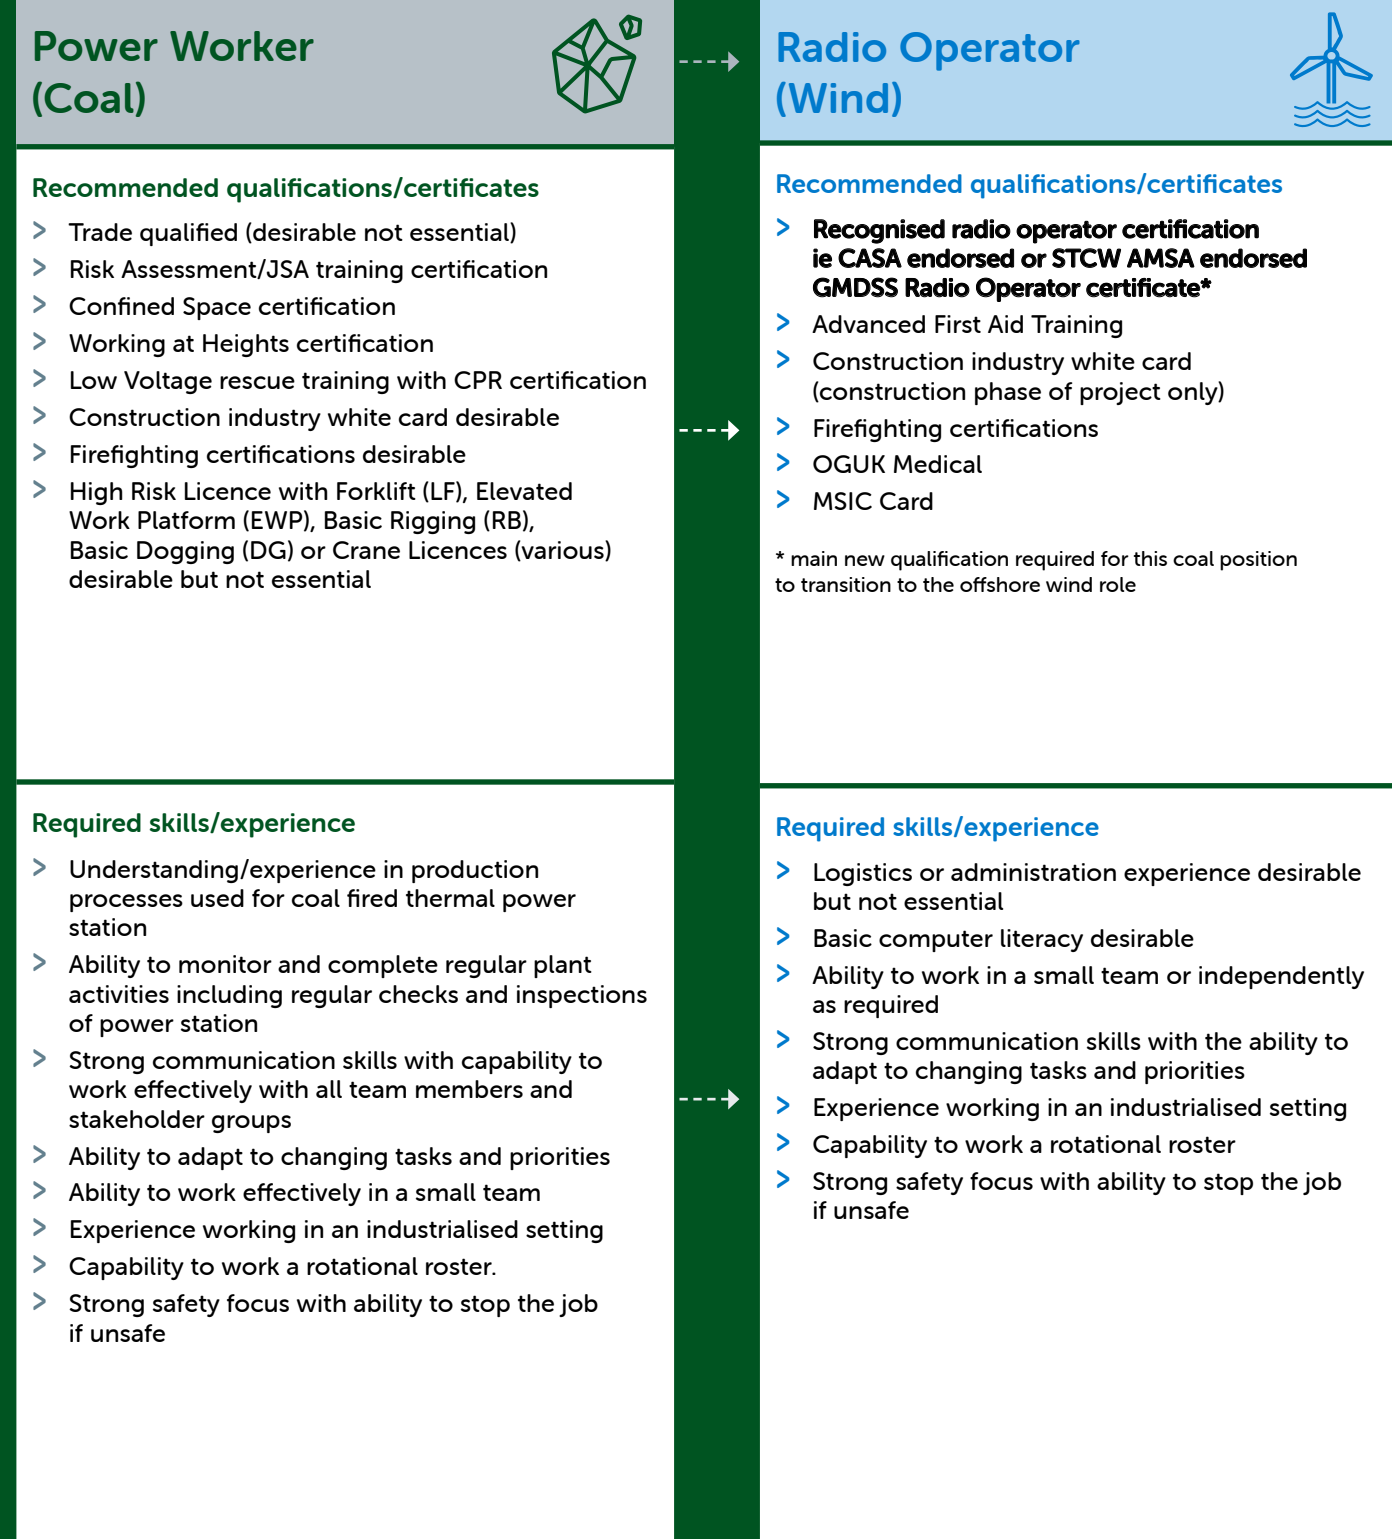 Power Worker
(Coal)
Recommended qualifications/certificates
> Trade qualified (desirable not essential)
> Risk Assessment/JSA training certification
> Confined Space certification
> Working at Heights certification
> Low Voltage rescue training with CPR certification
> Construction industry white card desirable
> Firefighting certifications desirable
> High Risk Licence with Forklift (LF), Elevated
Work Platform (EWP), Basic Rigging (RB),
Basic Dogging (DG) or Crane Licences (various)
desirable but not essential
Required skills/experience
> Understanding/experience in production
processes used for coal fired thermal power
station
> Ability to monitor and complete regular plant
activities including regular checks and inspections
of power station
> Strong communication skills with capability to
work effectively with all team members and
stakeholder groups
> Ability to adapt to changing tasks and priorities
> Ability to work effectively in a small team
> Experience working in an industrialised setting
> Capability to work a rotational roster.
> Strong safety focus with ability to stop the job
if unsafe
Radio Operator
(Wind)
Recommended qualifications/certificates
> Recognised radio operator certification
ie CASA endorsed or STCW AMSA endorsed
GMDSS Radio Operator certificate*
> Advanced First Aid Training
> Construction industry white card
(construction phase of project only)
> Firefighting certifications
> OGUK Medical
> MSIC Card
* main new qualification required for this coal position
to transition to the offshore wind role
Required skills/experience
> Logistics or administration experience desirable
but not essential
> Basic computer literacy desirable
> Ability to work in a small team or independently
as required
> Strong communication skills with the ability to
adapt to changing tasks and priorities
> Experience working in an industrialised setting
> Capability to work a rotational roster
> Strong safety focus with ability to stop the job
if unsafe